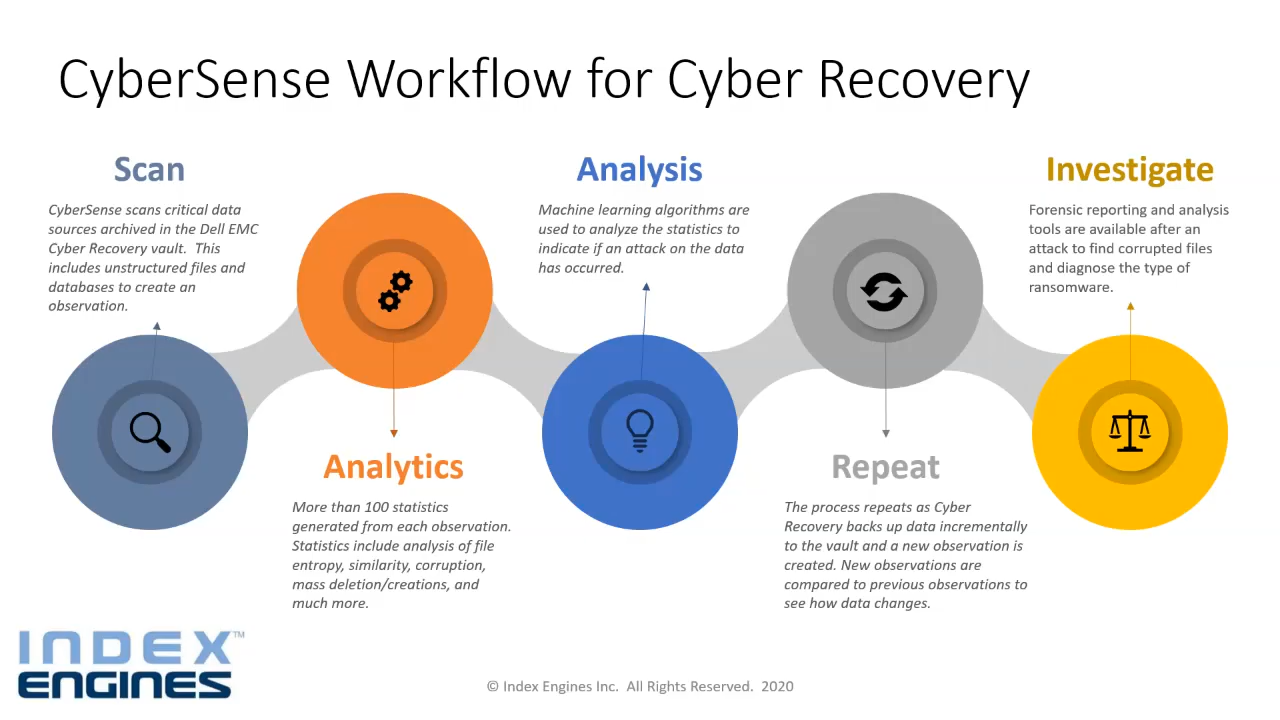 CyberSense Workflow for Cyber Recovery
Scan
CyberSense scans critical data
sources archived in the Dell EMC
Cyber Recovery vault.  This
includes unstructured files and
databases to create an
observation.
Analytics
More than 100 statistics
generated from each observation.
Statistics include analysis of file
entropy, similarity, corruption,
mass deletion/creations, and
much more.
Analysis
Machine learning algorithms are
used to analyze the statistics to
indicate if an attack on the data
has occurred.
Repeat
The process repeats as Cyber
Recovery backs up data incrementally
to the vault and a new observation is
created. New observations are
compared to previous observations to
see how data changes.
Investigate
Forensic reporting and analysis
tools are available after an
attack to find corrupted files
and diagnose the type of
ransomware.
INDEX™
ENGINES
© Index Engines Inc.  All Rights Reserved.  2020